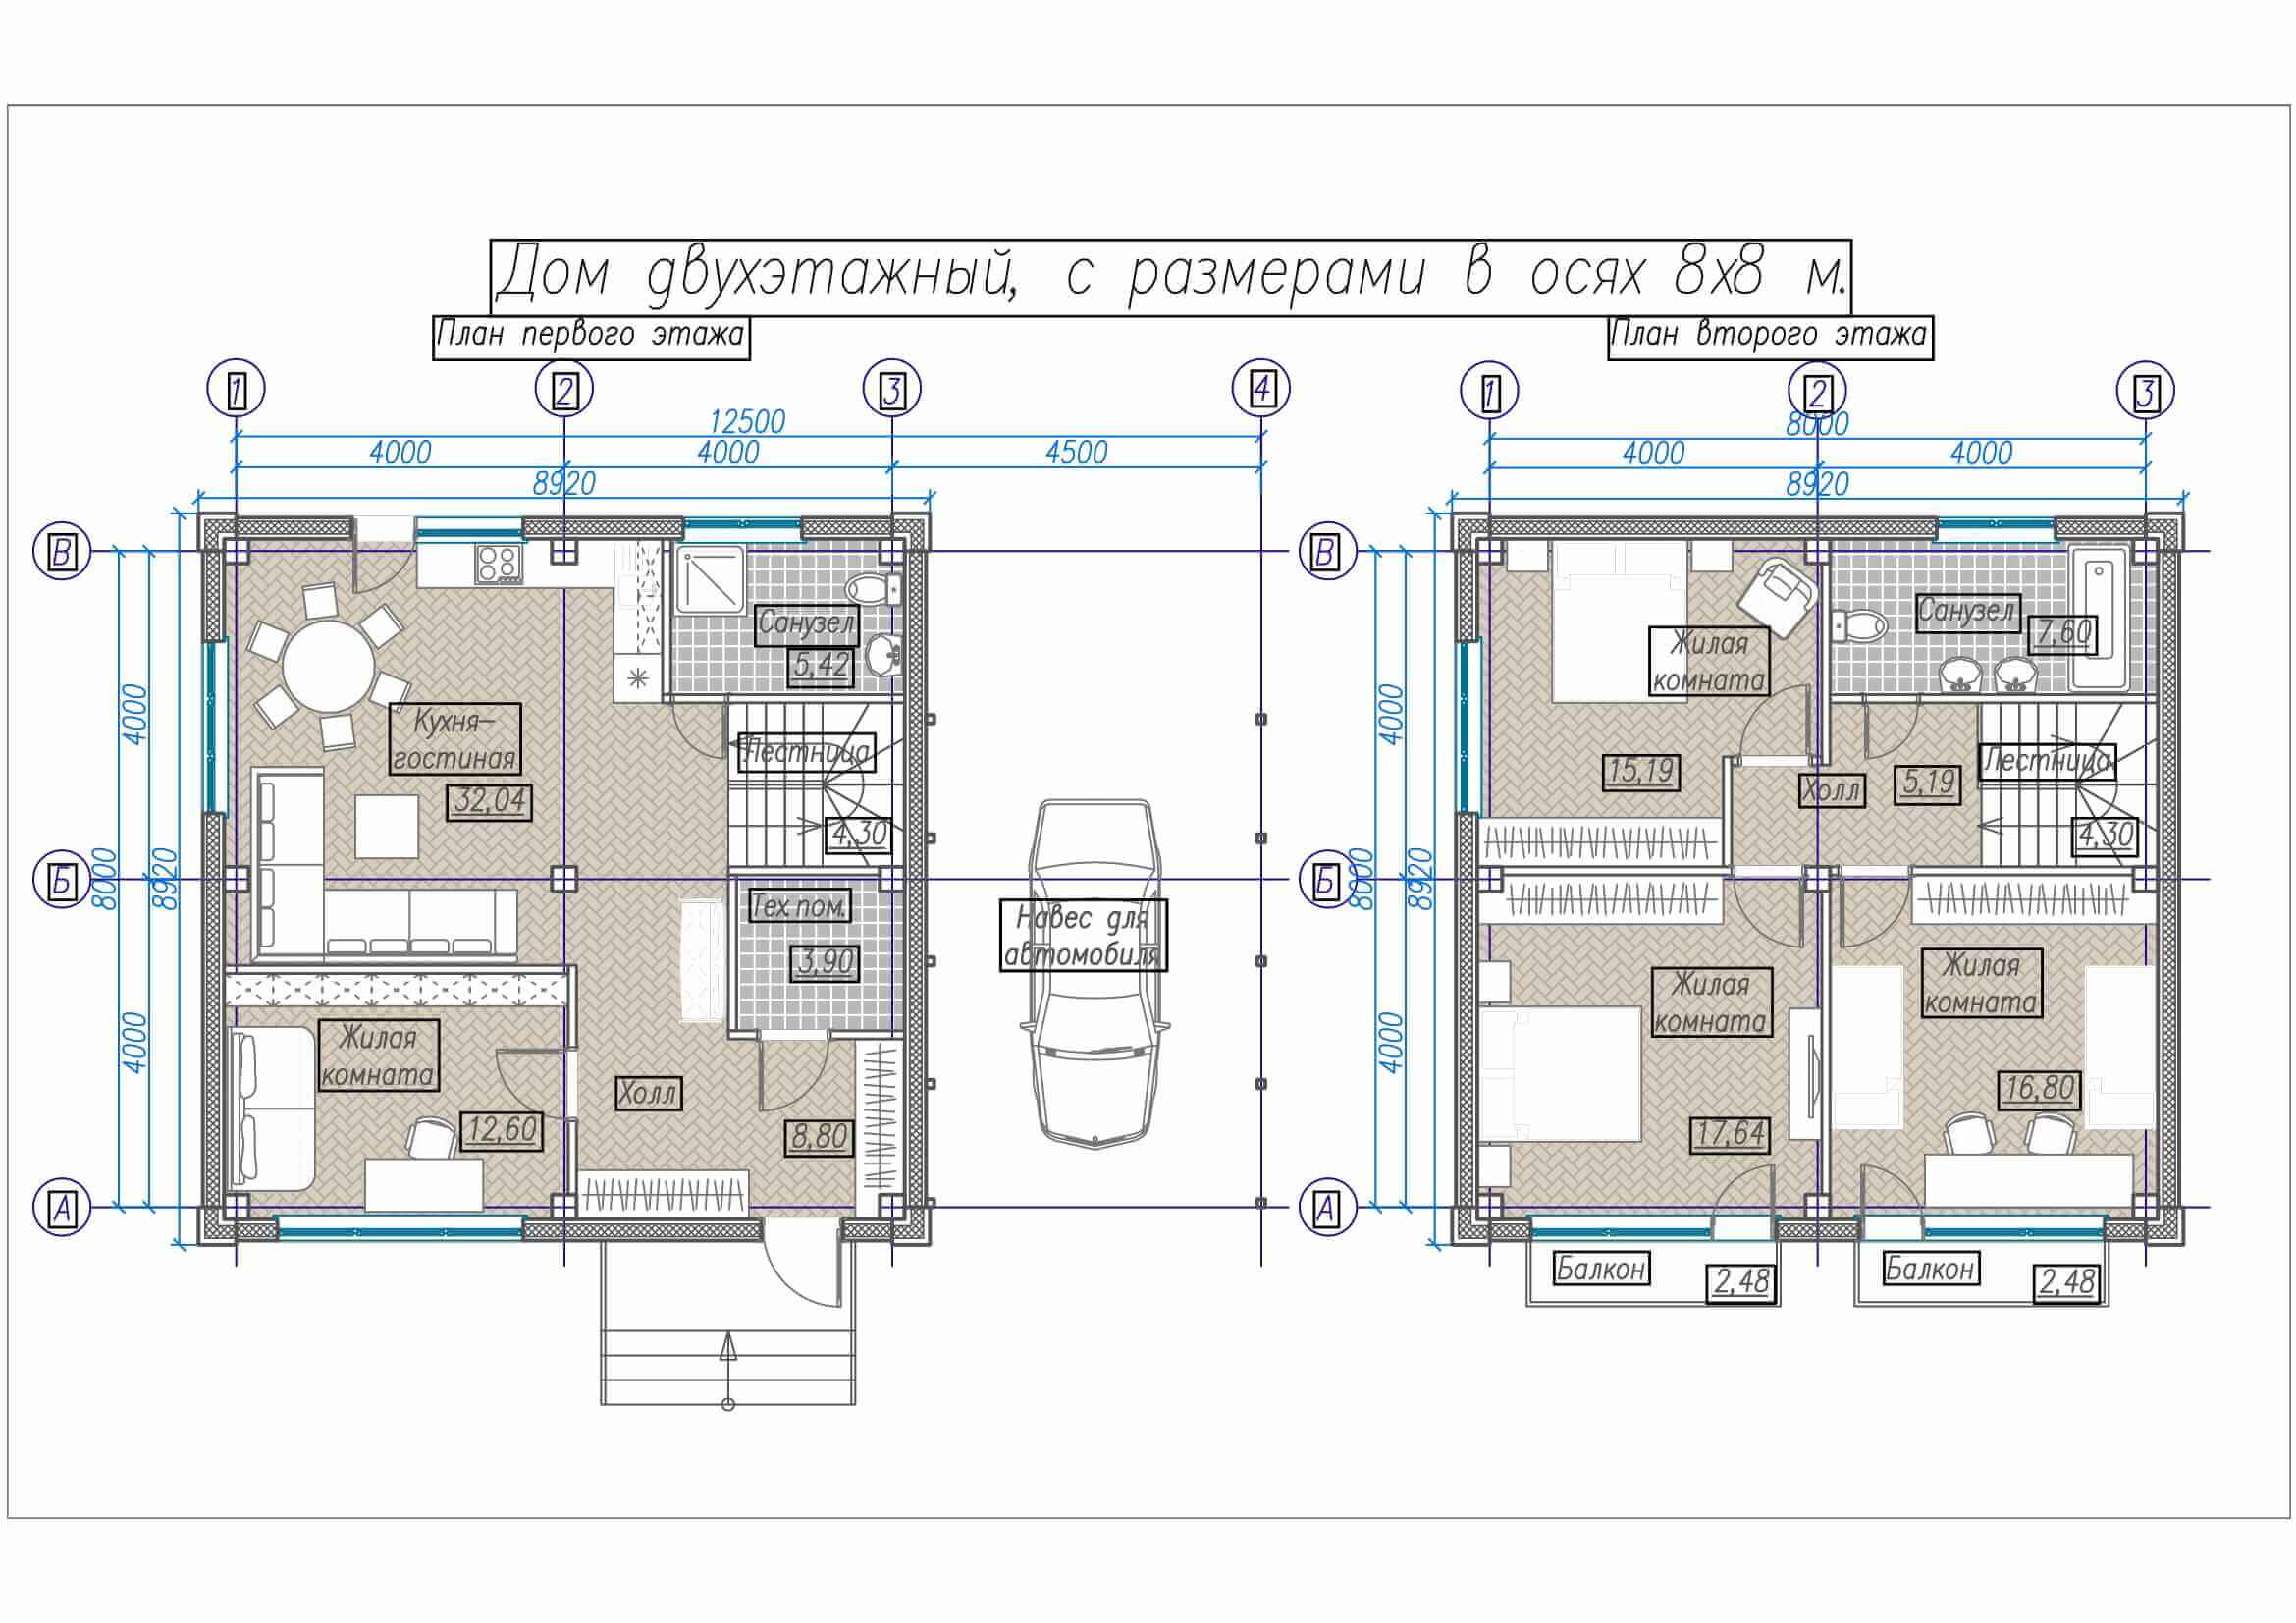 Дом двухэтажный, с размерами в осях 8х8 м.
План первого этажа
План второго этажа
1
2
3
4
12500
4000
4000
4500
8920
В
Б
А
4000
4000
8000
8920
Санузел
5,42
Кухня-
гостиная
32,04
Лестница
4,30
Тех.пом.
3,90
Навес для
автомобиля
Жилая
комната
12,60
Холл
8,80
1
2
3
8000
4000
4000
8920
В
Б
А
4000
4000
8000
8920
Санузел
7,60
Жилая
комната
15,19
Холл
5,19
Лестница
4,30
Жилая
комната
17,64
Жилая
комната
16,80
Балкон
2,48
Балкон
2,48